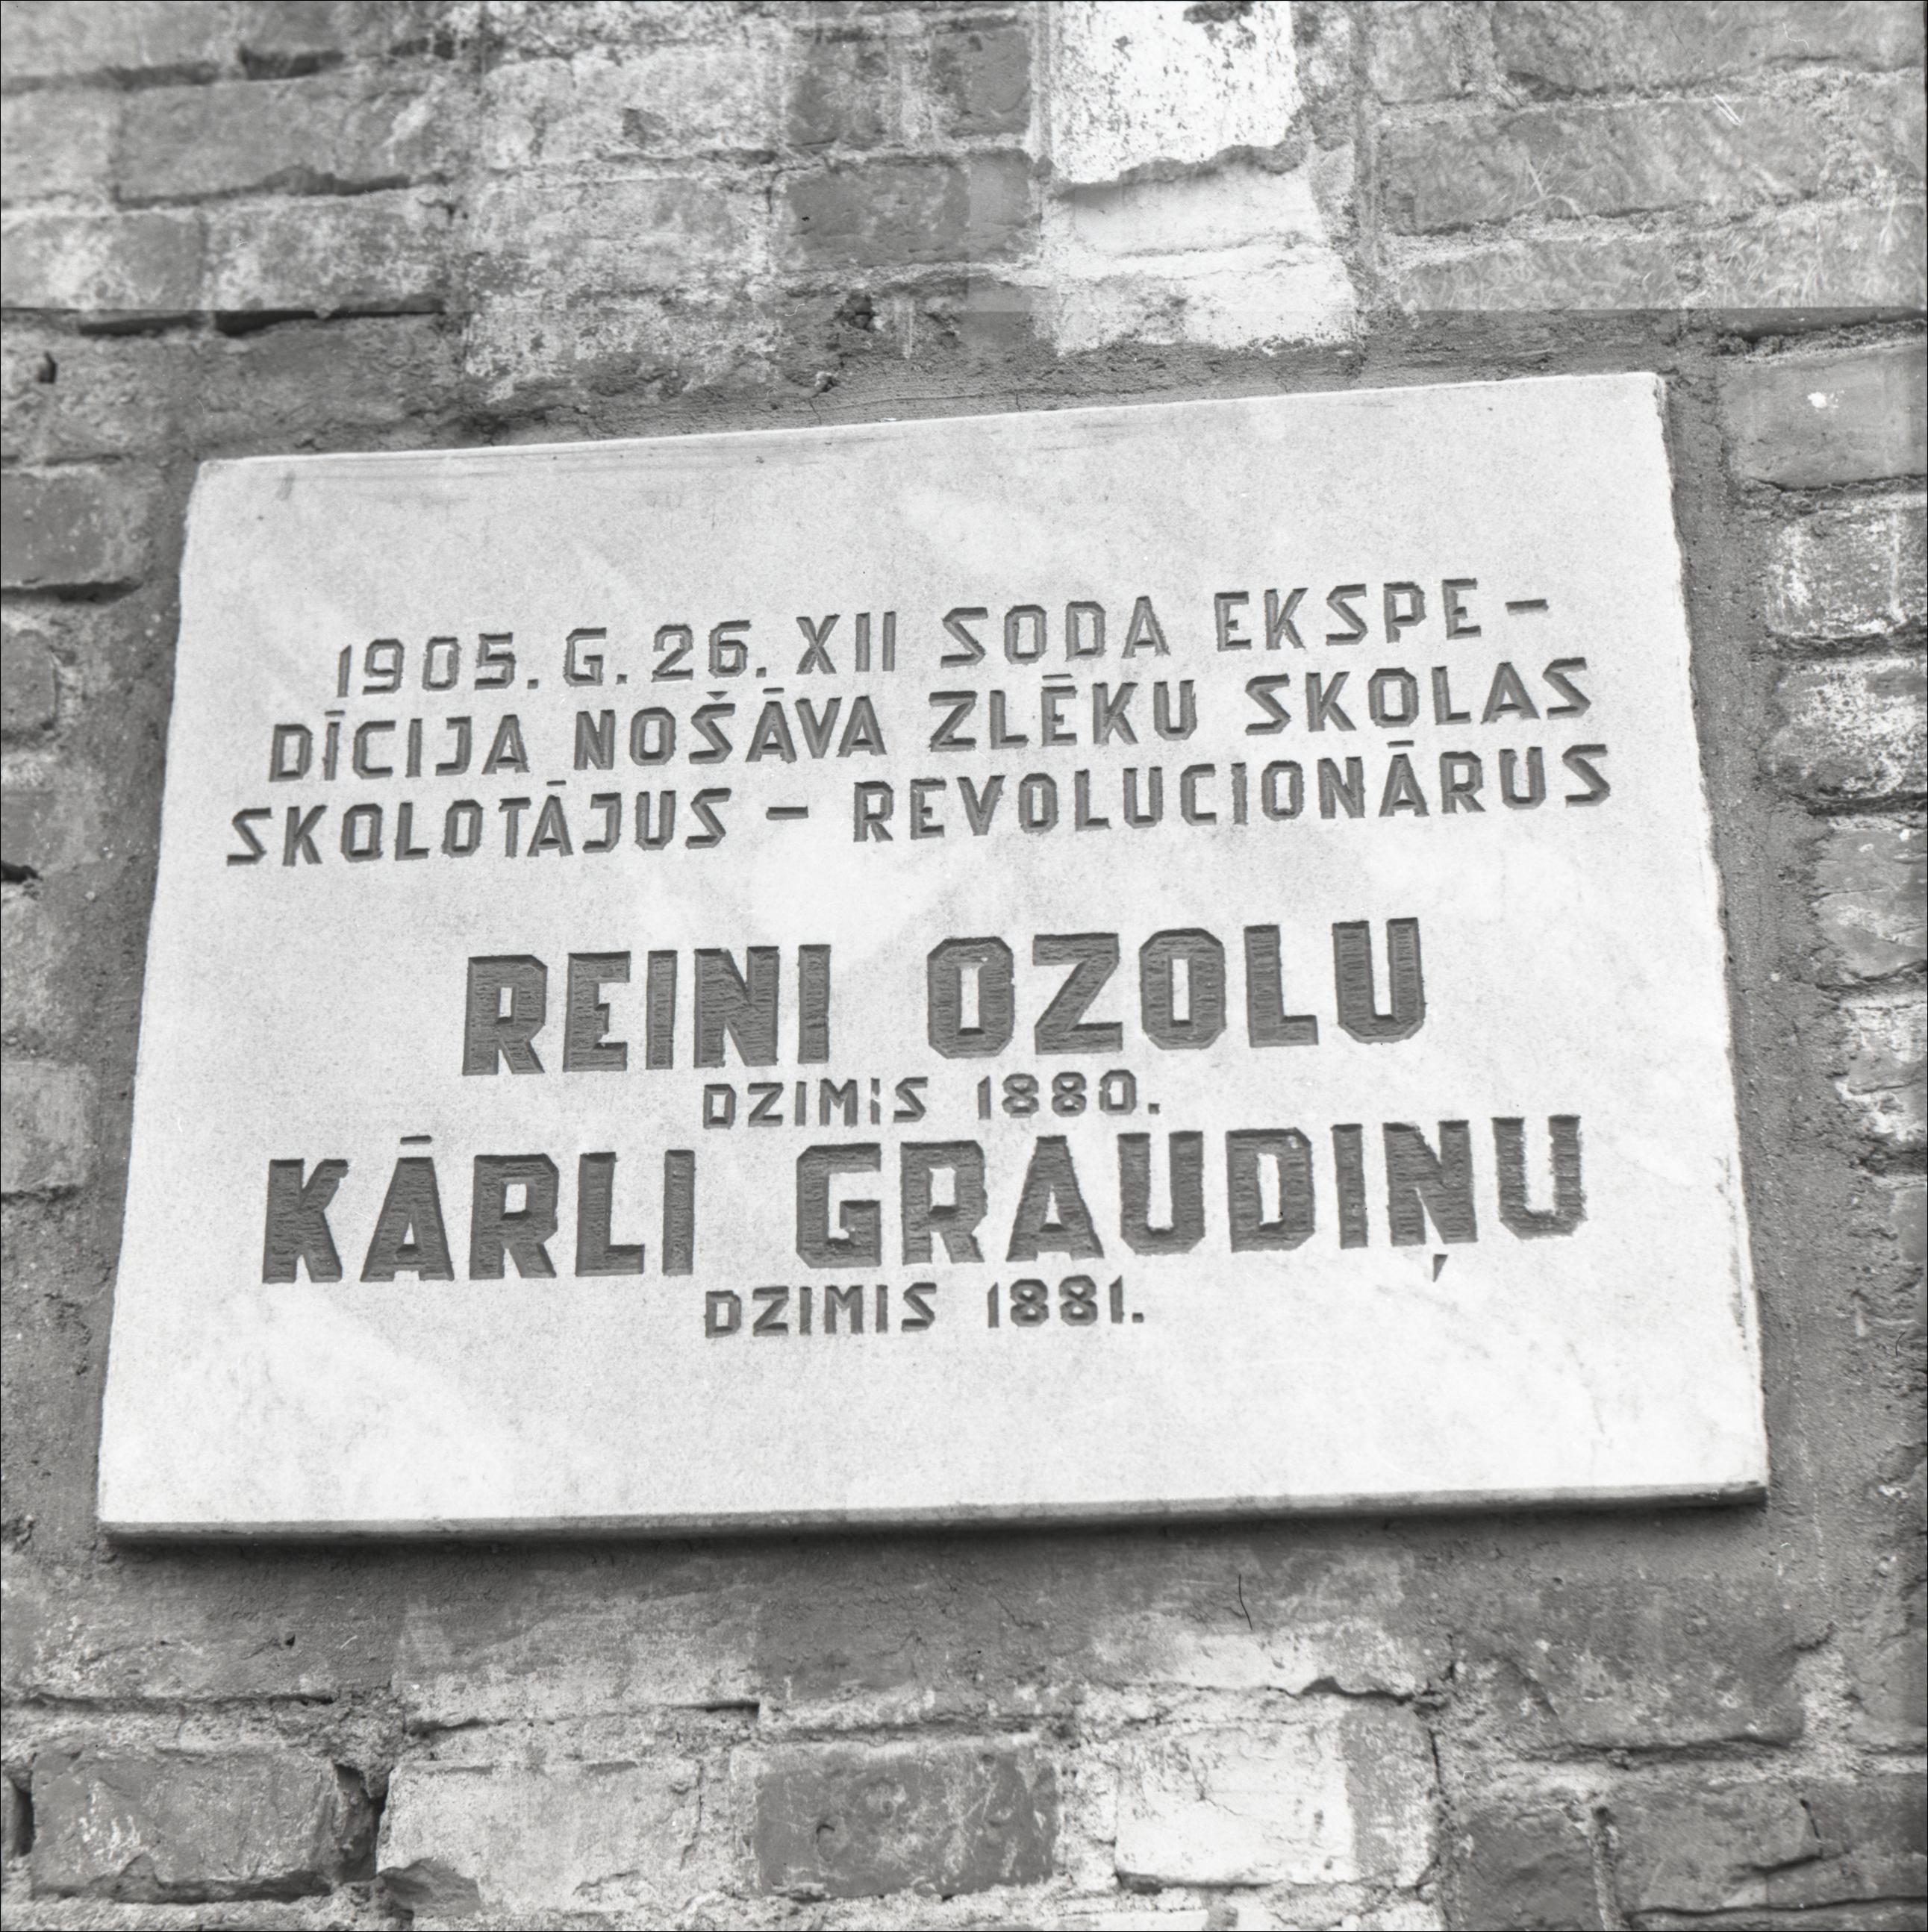 1905. G. 26. XII SODA EKSPE-
DĪCIJA NOŠĀVA ZLĒKU SKOLAS
SKOLOTĀJUS - REVOLUCIONĀRUS
REINI OZOLU
DZIMIS 1880.
KĀRLI GRAUDIŅU
DZIMIS 1881.